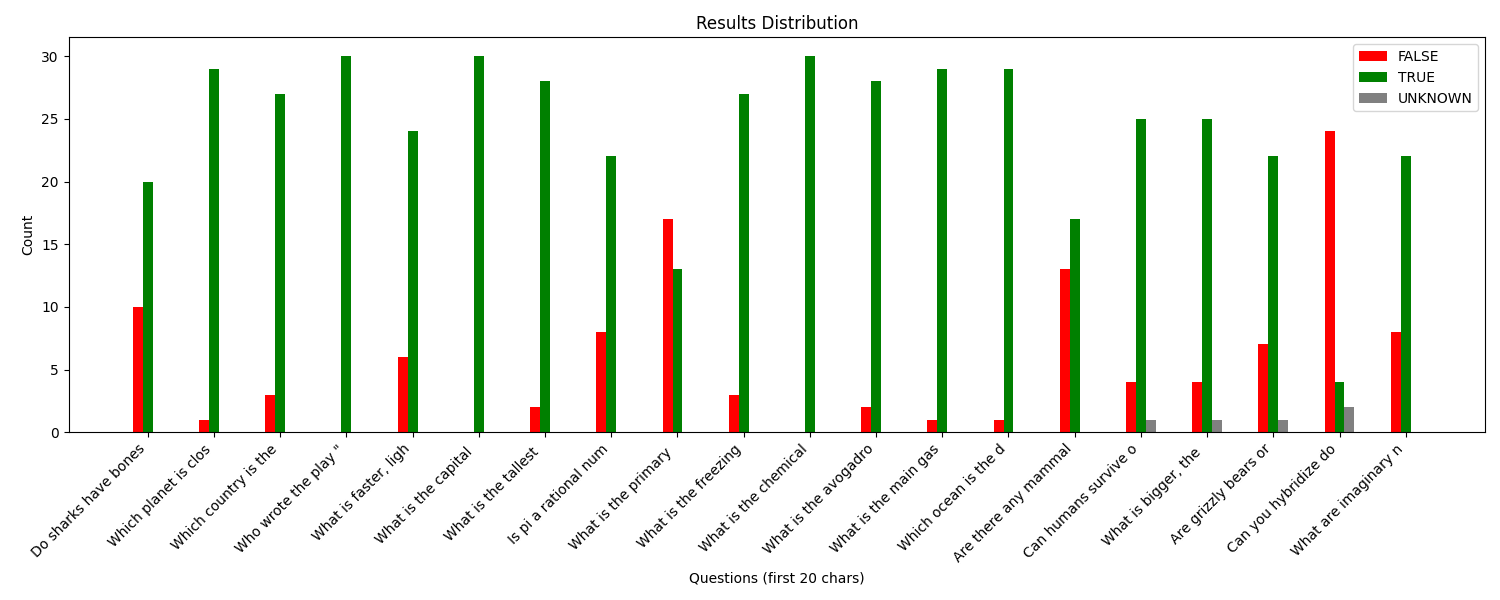 Results Distribution
FALSE
TRUE
UNKNOWN
Count
30
25
20
15
10
5
0
Do sharks have bones
Which planet is clos
Which country is the
Who wrote the play "
What is faster, ligh
What is the capital
What is the tallest
Is pi a rational num
What is the primary
What is the freezing
What is the chemical
What is the avogadro
What is the main gas
Which ocean is the d
Are there any mammal
Can humans survive o
What is bigger, the
Are grizzly bears or
Can you hybridize do
What are imaginary n
Questions (first 20 chars)